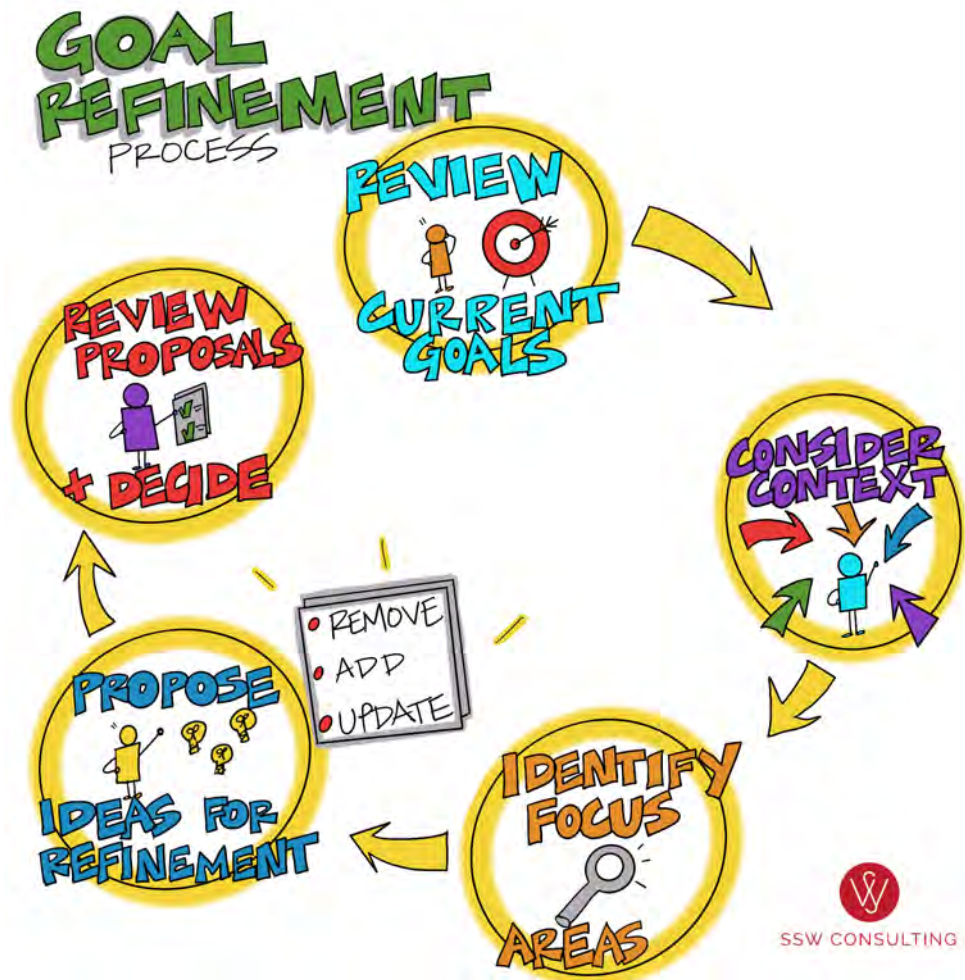 GOAL
REFINEMENT
PROCESS
REVIEW
CURRENT
GOALS
CONSIDER
CONTEXT
IDENTIFY
FOCUS
AREAS
PROPOSE
IDEAS FOR
REFINEMENT
REMOVE
ADD
UPDATE
REVIEW
PROPOSALS
+ DECIDE
SSW CONSULTING